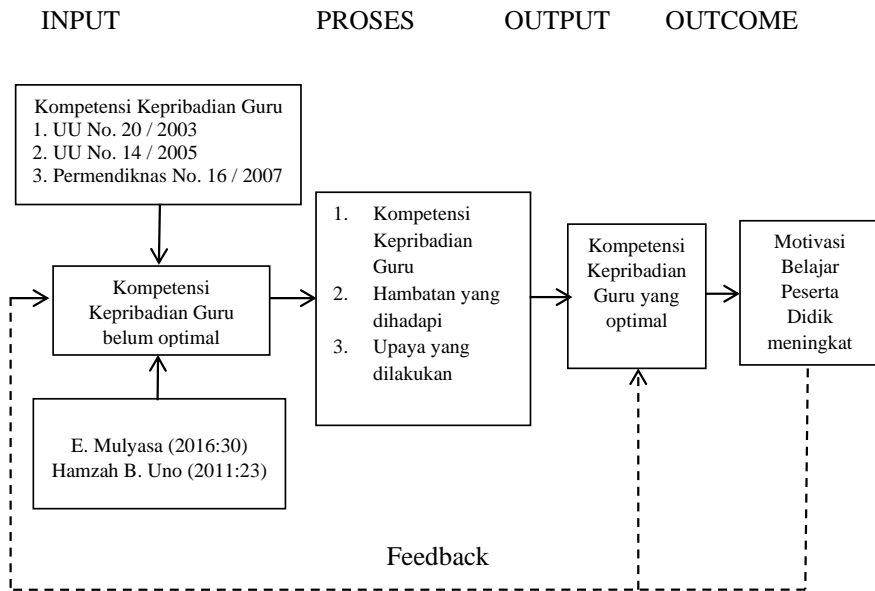 INPUT PROSES OUTPUT OUTCOME
Kompetensi Kepribadian Guru
1. UU No. 20 / 2003
2. UU No. 14 / 2005
3. Permendiknas No. 16 / 2007
Kompetensi
Kepribadian Guru
belum optimal
E. Mulyasa (2016:30)
Hamzah B. Uno (2011:23)
1. Kompetensi
Kepribadian
Guru
2. Hambatan yang
dihadapi
3. Upaya yang
dilakukan
Kompetensi
Kepribadian
Guru yang
optimal
Motivasi
Belajar
Peserta
Didik
meningkat
Feedback